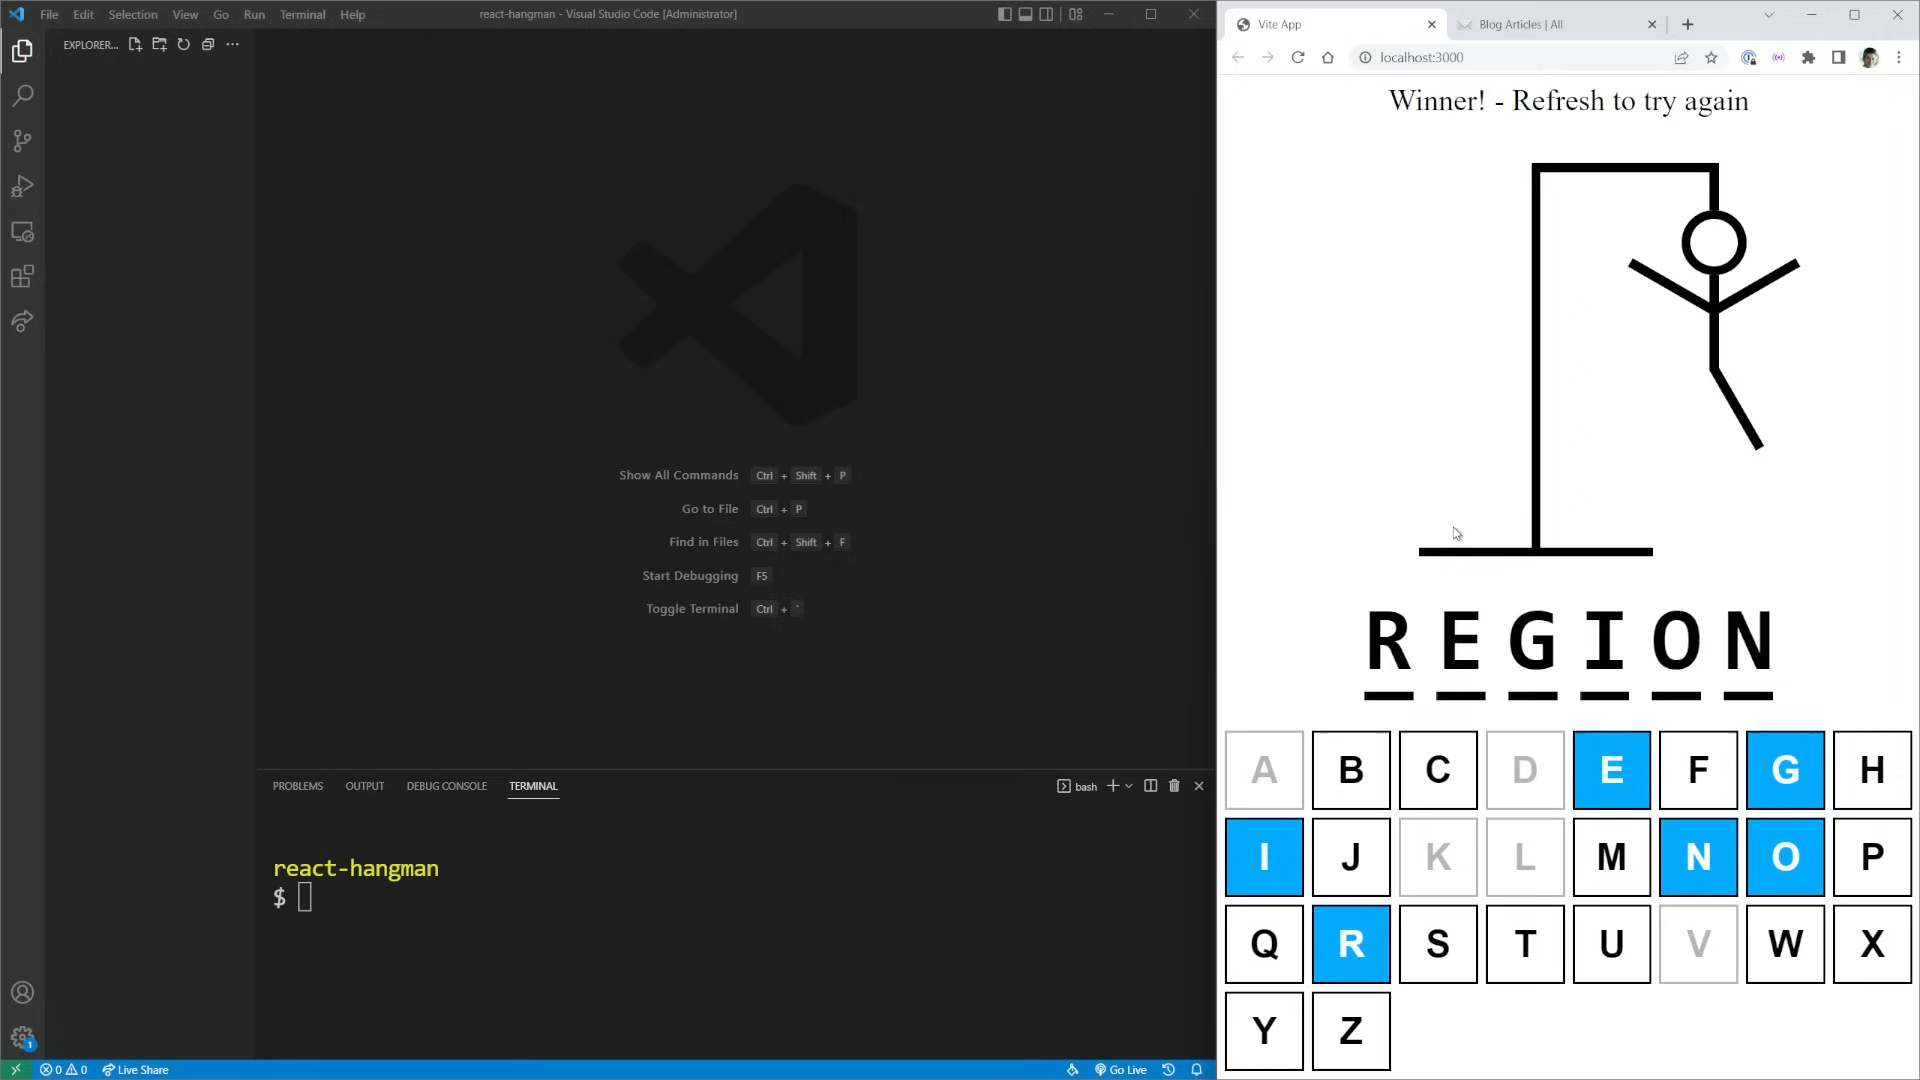 File Edit Selection View Go Run Terminal Help
react-hangman - Visual Studio Code [Administrator]
EXPLORER...
Show All Commands Ctrl + Shift + P
Go to File Ctrl + P
Find in Files Ctrl + Shift + F
Start Debugging F5
Toggle Terminal Ctrl + `
PROBLEMS OUTPUT DEBUG CONSOLE TERMINAL
bash
react-hangman
$
1
0 0 Live Share
Go Live
Vite App
Blog Articles | All
localhost:3000
Winner! - Refresh to try again
R E G I O N
A B C D E F G H
I J K L M N O P
Q R S T U V W X
Y Z